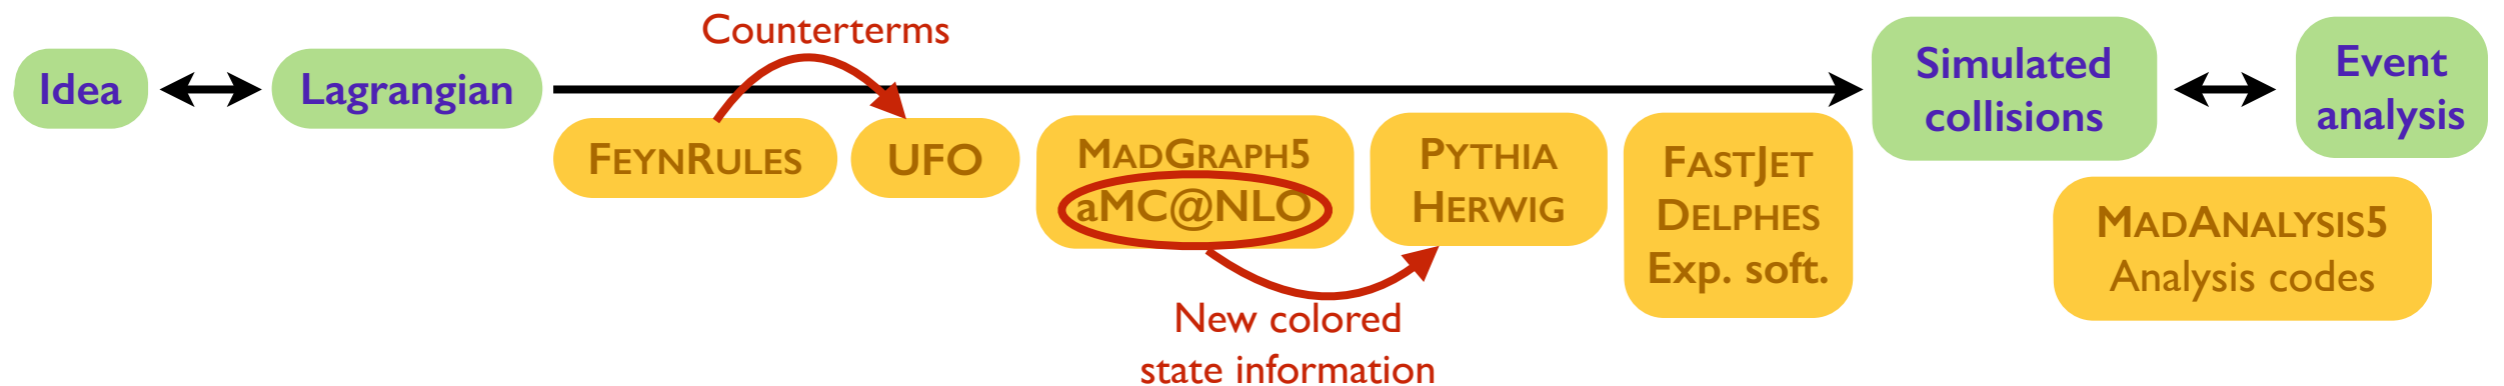 Counterterms
Idea
Lagrangian
Simulated
collisions
Event
analysis
FEYNRULES
UFO
MADGRAPH5
aMC@NLO
PYTHIA
HERWIG
FASTJET
DELPHES
Exp. soft.
MADANALYSIS5
Analysis codes
New colored
state information